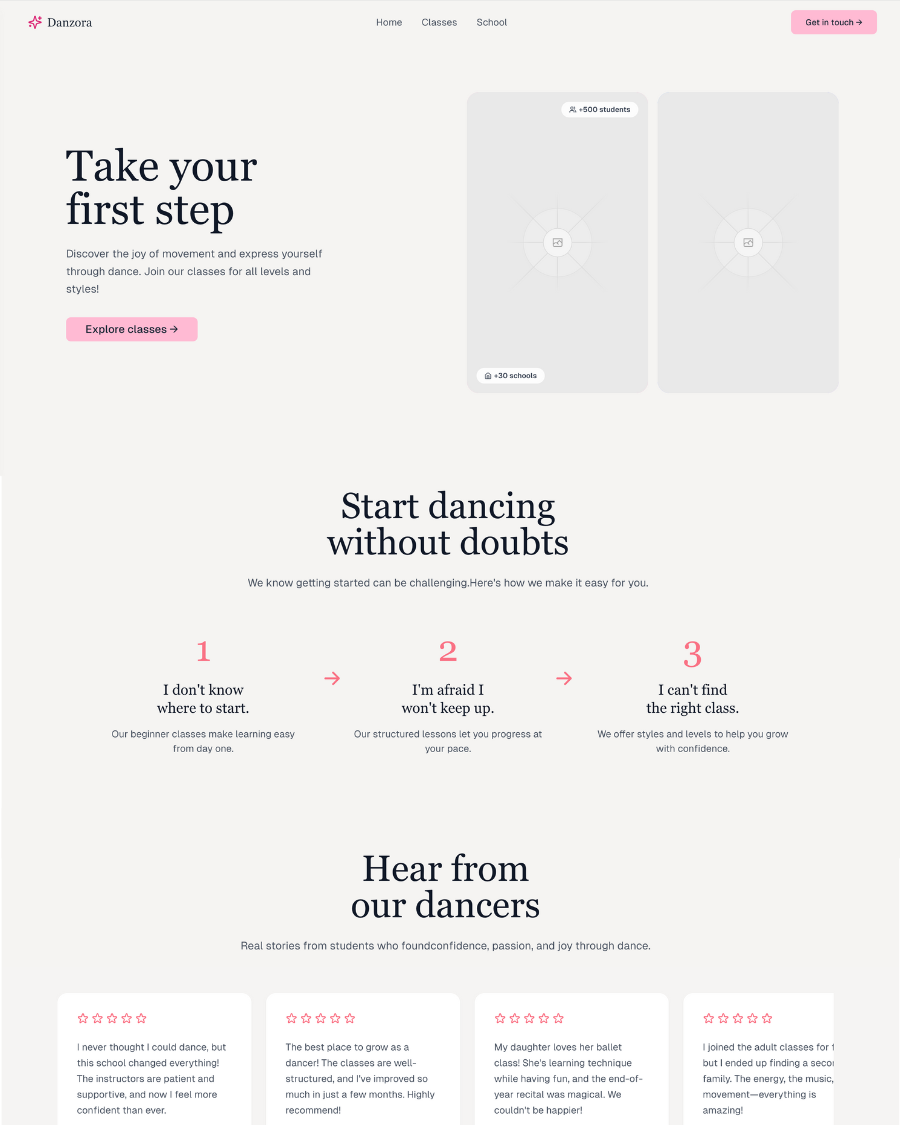 Danzora
Home Classes School
Get in touch →
+500 students
Take your
first step
Discover the joy of movement and express yourself
through dance. Join our classes for all levels and
styles!
Explore classes →
+30 schools
Start dancing
without doubts
We know getting started can be challenging.Here's how we make it easy for you.
1
I don't know
where to start.
Our beginner classes make learning easy
from day one.
→
2
I'm afraid I
won't keep up.
Our structured lessons let you progress at
your pace.
→
3
I can't find
the right class.
We offer styles and levels to help you grow
with confidence.
Hear from
our dancers
Real stories from students who foundconfidence, passion, and joy through dance.
I never thought I could dance, but
this school changed everything!
The instructors are patient and
supportive, and now I feel more
confident than ever.
The best place to grow as a
dancer! The classes are well-
structured, and I've improved so
much in just a few months. Highly
recommend!
My daughter loves her ballet
class! She's learning technique
while having fun, and the end-of-
year recital was magical. We
couldn't be happier!
I joined the adult classes for
but I ended up finding a
family. The energy, the music,
movement—everything is
amazing!